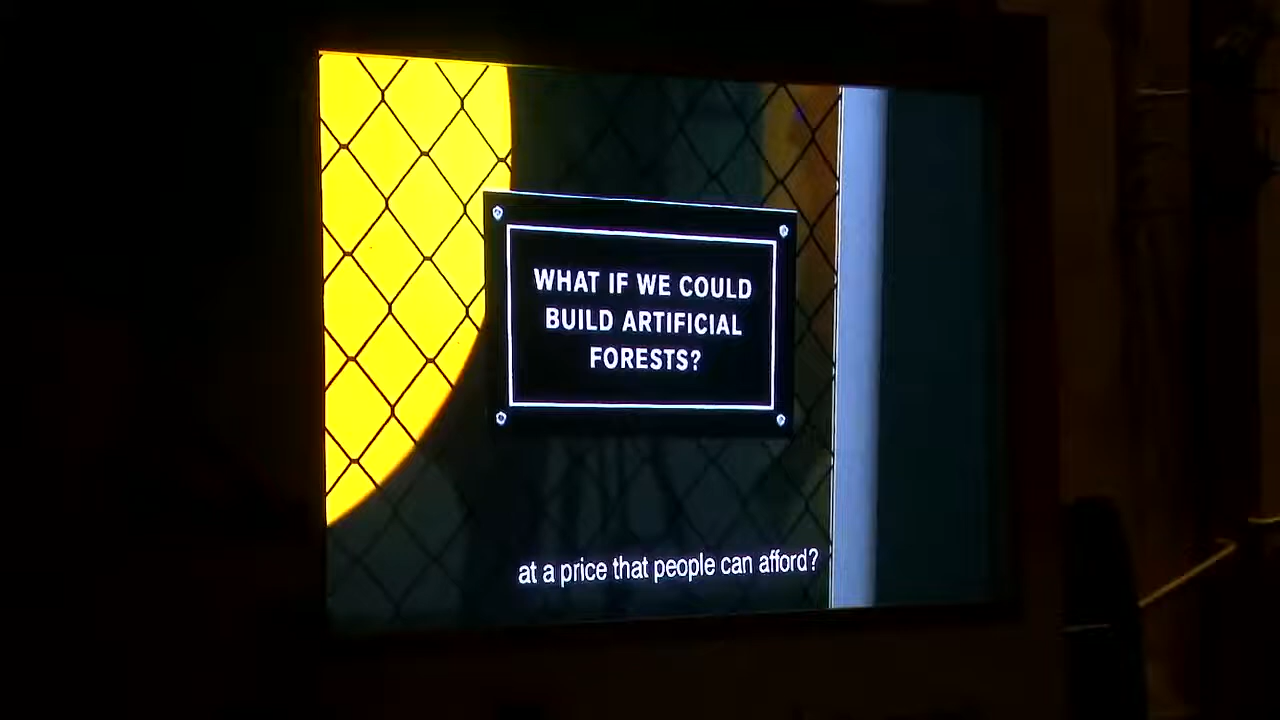 WHAT IF WE COULD
BUILD ARTIFICIAL
FORESTS?
at a price that people can afford?